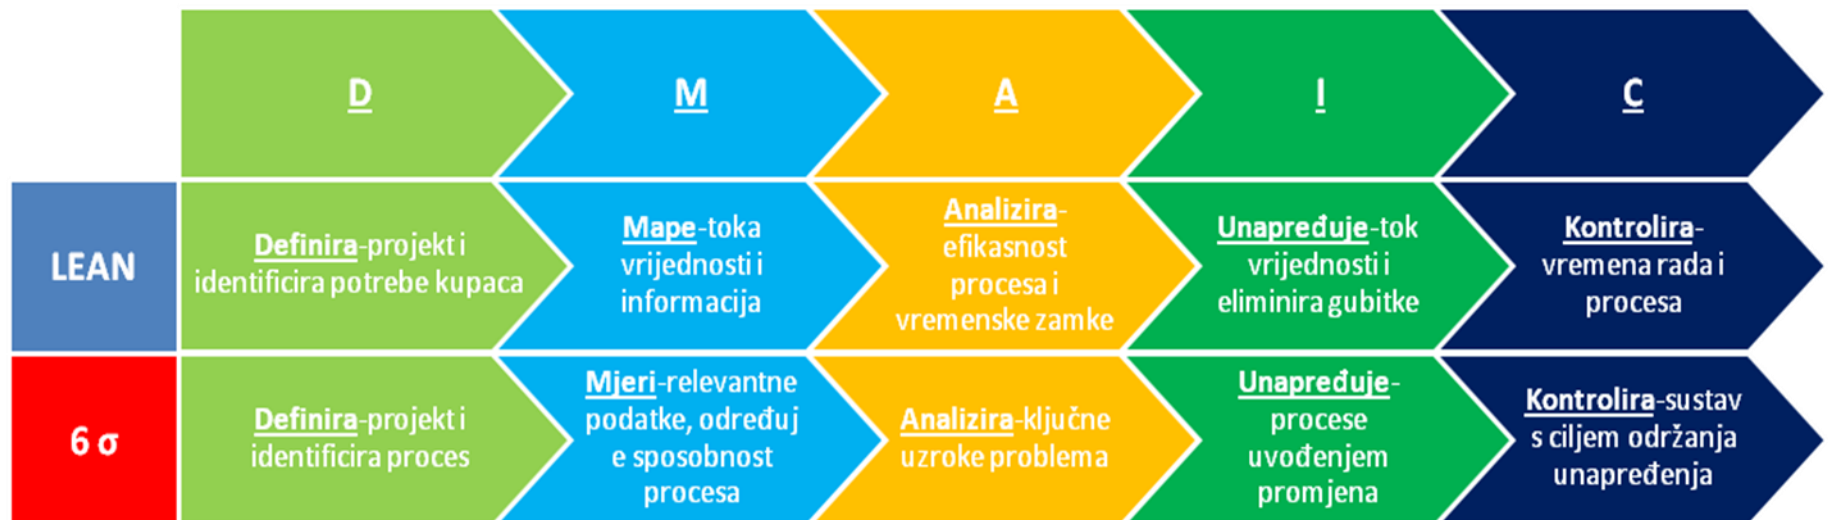 D
M
A
I
C
LEAN
Definira-projekt i
identificira potrebe kupaca
Mape-toka
vrijednosti i
informacija
Analizira-
efikasnost
procesa i
vremenske zamke
Unapređuje-tok
vrijednosti i
eliminira gubitke
Kontrolira-
vremena rada i
procesa
6 σ
Definira-projekt i
identificira proces
Mjeri-relevantne
podatke, određuj
e sposobnost
procesa
Analizira-ključne
uzroke problema
Unapređuje-
procese
uvođenjem
promjena
Kontrolira-sustav
s ciljem održanja
unapređenja